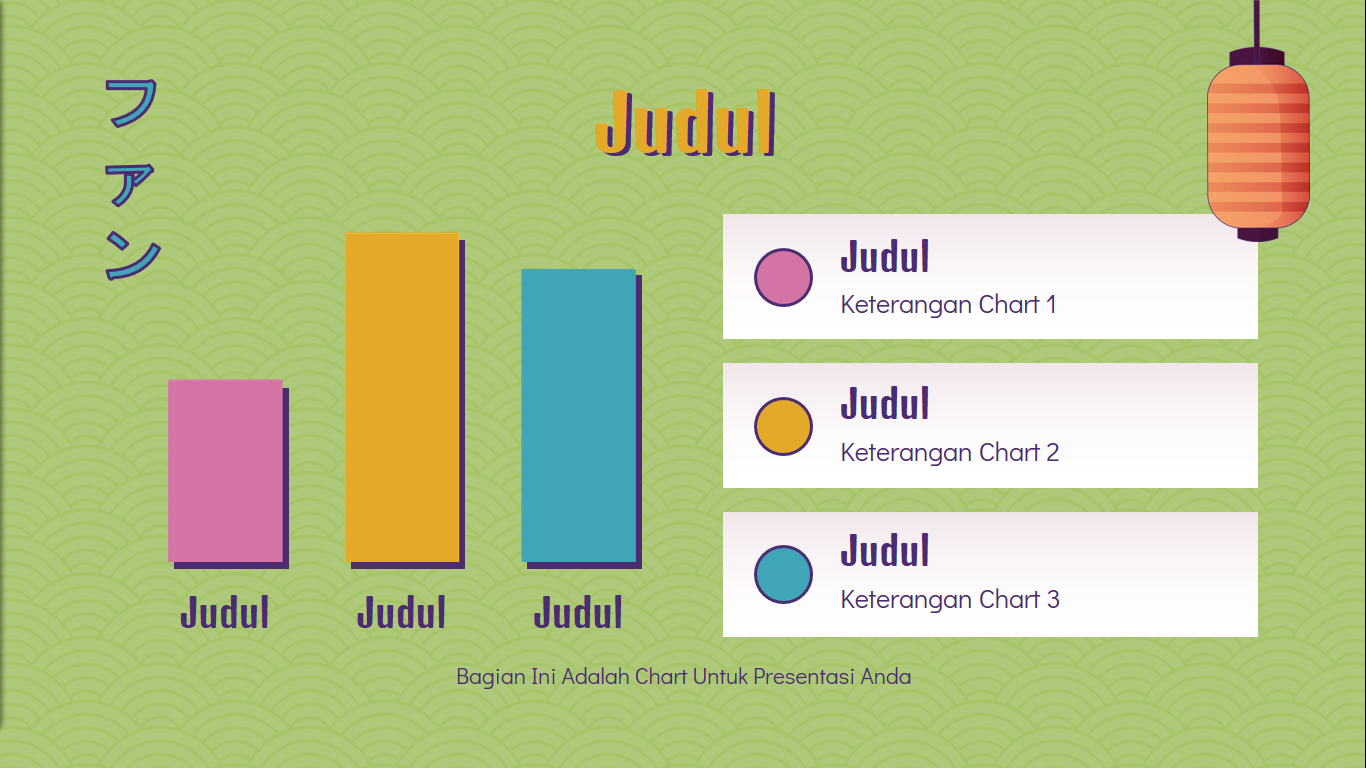 ファン
Judul
Judul
Keterangan Chart 1
Judul
Keterangan Chart 2
Judul
Keterangan Chart 3
Judul Judul Judul
Bagian Ini Adalah Chart Untuk Presentasi Anda